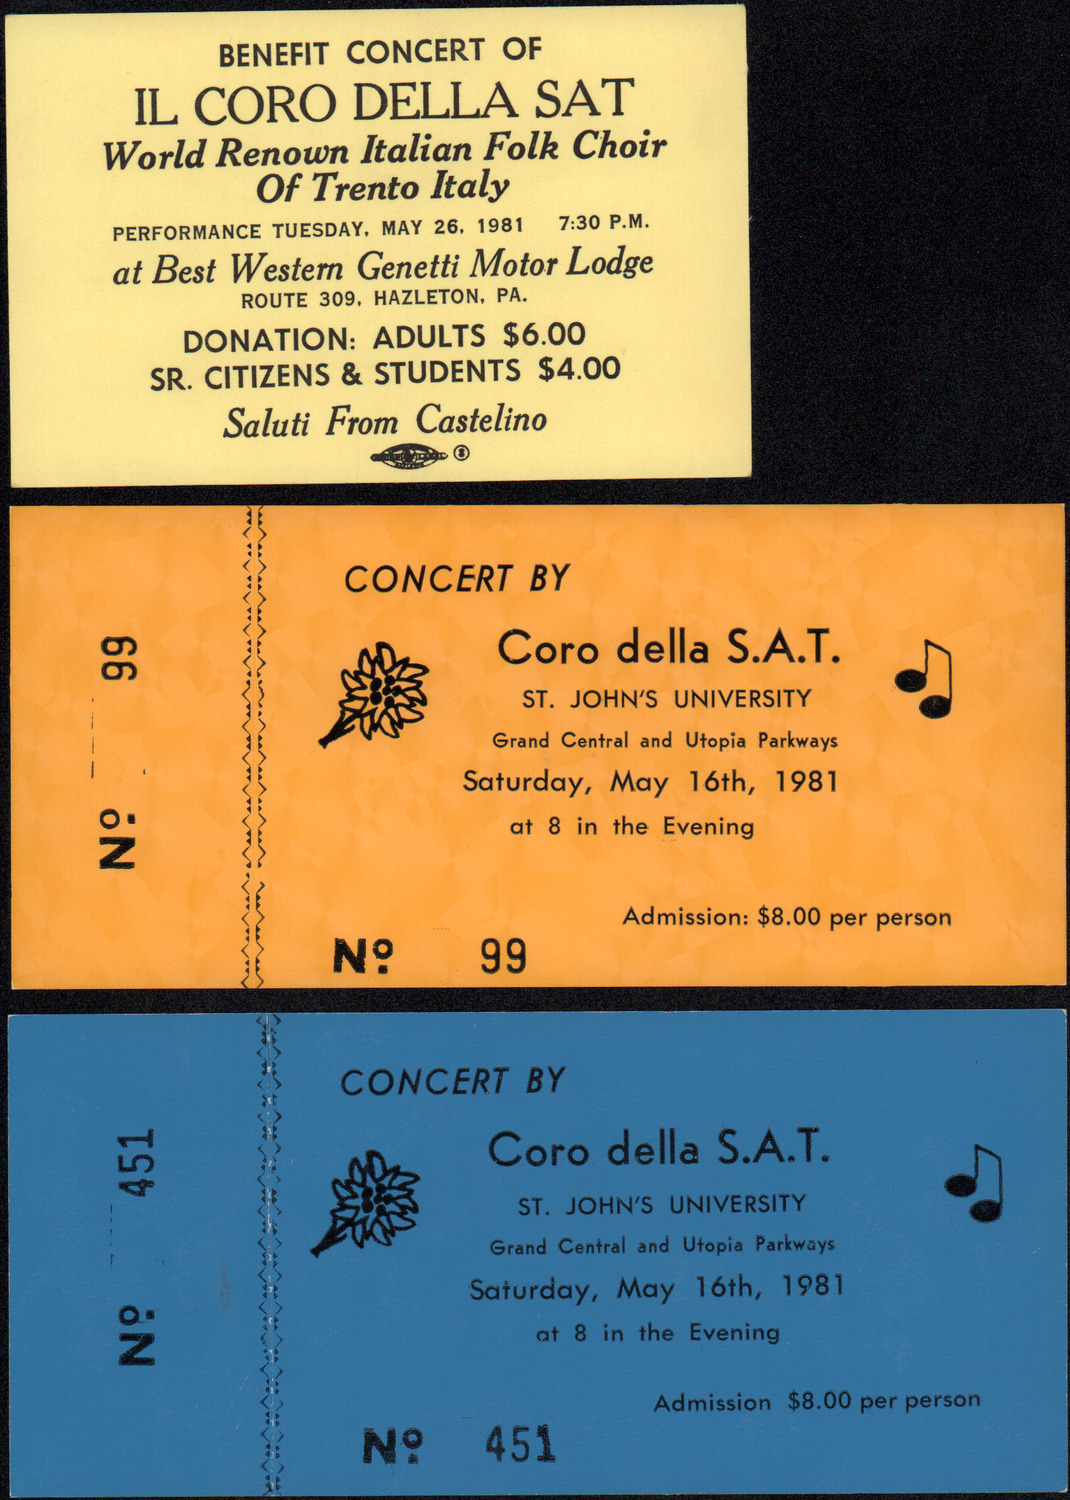 BENEFIT CONCERT OF
IL CORO DELLA SAT
World Renown Italian Folk Choir
Of Trento Italy
PERFORMANCE TUESDAY, MAY 26, 1981 7:30 P.M.
at Best Western Genetti Motor Lodge
ROUTE 309, HAZLETON, PA.
DONATION: ADULTS $6.00
SR. CITIZENS & STUDENTS $4.00
Saluti From Castelino
Nº 99
CONCERT BY
Coro della S.A.T.
ST. JOHN'S UNIVERSITY
Grand Central and Utopia Parkways
Saturday, May 16th, 1981
at 8 in the Evening
Admission: $8.00 per person
Nº 99
Nº 451
CONCERT BY
Coro della S.A.T.
ST. JOHN'S UNIVERSITY
Grand Central and Utopia Parkways
Saturday, May 16th, 1981
at 8 in the Evening
Admission $8.00 per person
Nº 451